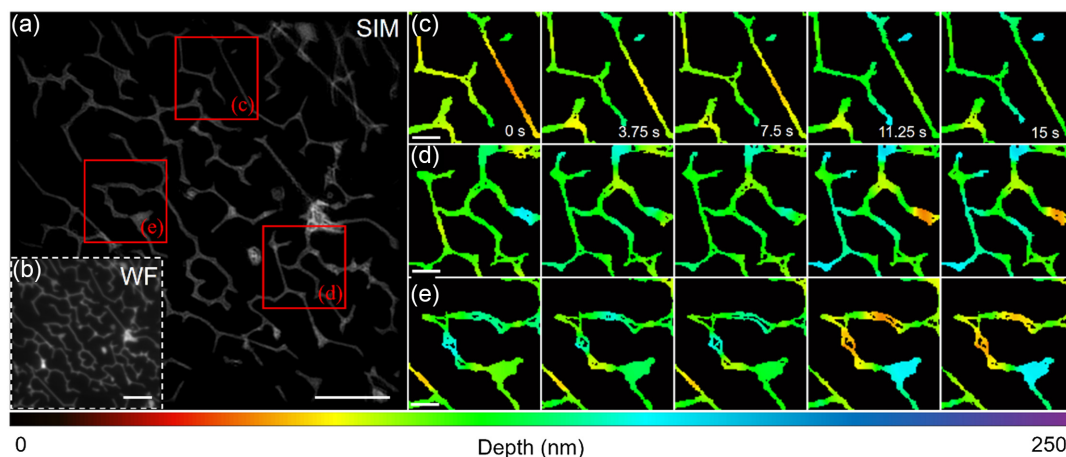 (a) SIM
(c)
(e)
(d)
(b) WF
(c)
0 s 3.75 s 7.5 s 11.25 s 15 s
(d)
(e)
0 Depth (nm) 250